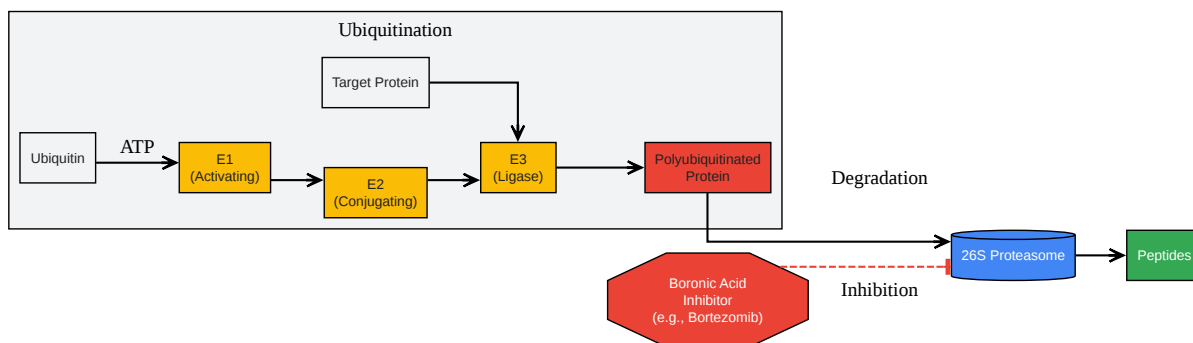 Ubiquitination
Target Protein
Ubiquitin
ATP
E1
(Activating)
E2
(Conjugating)
E3
(Ligase)
Polyubiquitinated
Protein
Degradation
26S Proteasome
Peptides
Boronic Acid
Inhibitor
(e.g., Bortezomib)
Inhibition